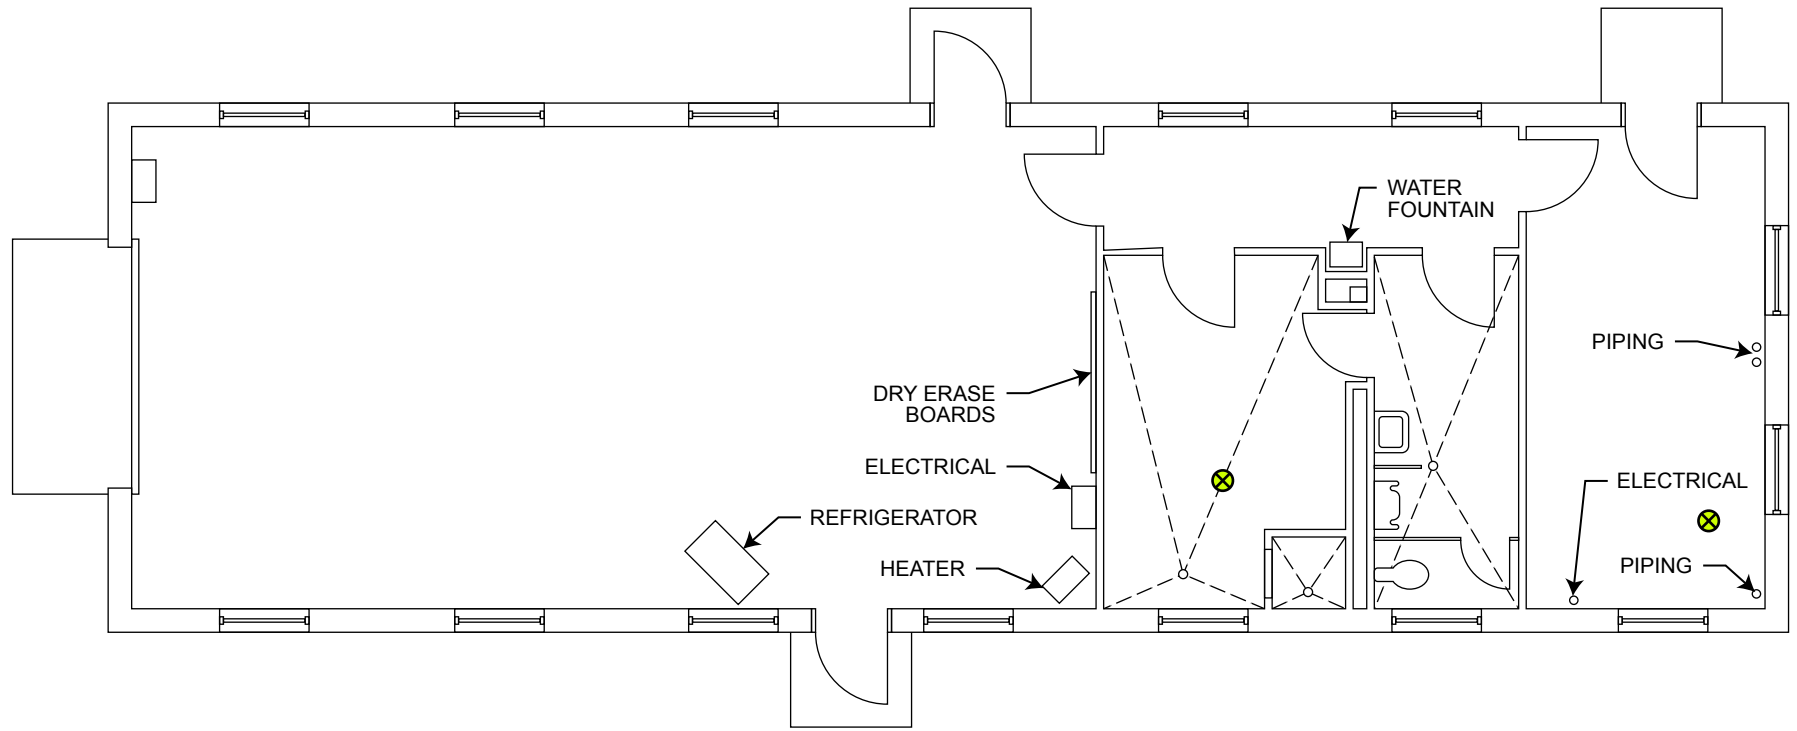 WATER
FOUNTAIN
PIPING
DRY ERASE
BOARDS
ELECTRICAL
ELECTRICAL
REFRIGERATOR
HEATER
PIPING